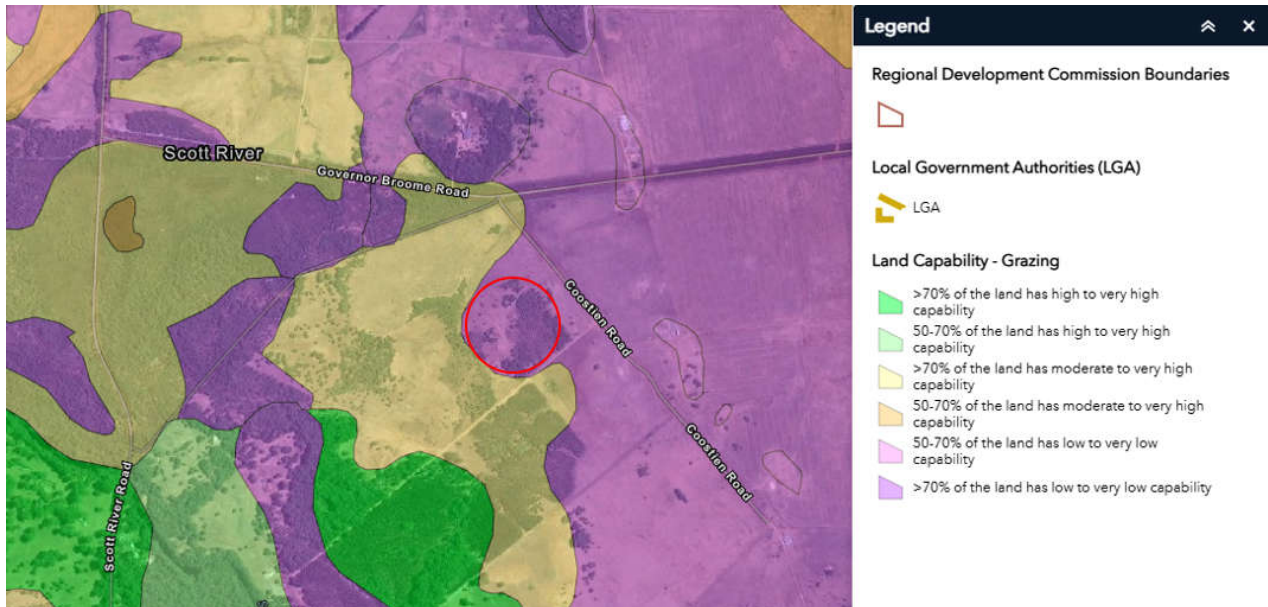 Scott River
Governor Broome Road
Coostien Road
Coostien Road
Scott River Road
Legend
Regional Development Commission Boundaries
Local Government Authorities (LGA)
LGA
Land Capability - Grazing
>70% of the land has high to very high
capability
50-70% of the land has high to very high
capability
>70% of the land has moderate to very high
capability
50-70% of the land has moderate to very high
capability
50-70% of the land has low to very low
capability
>70% of the land has low to very low capability